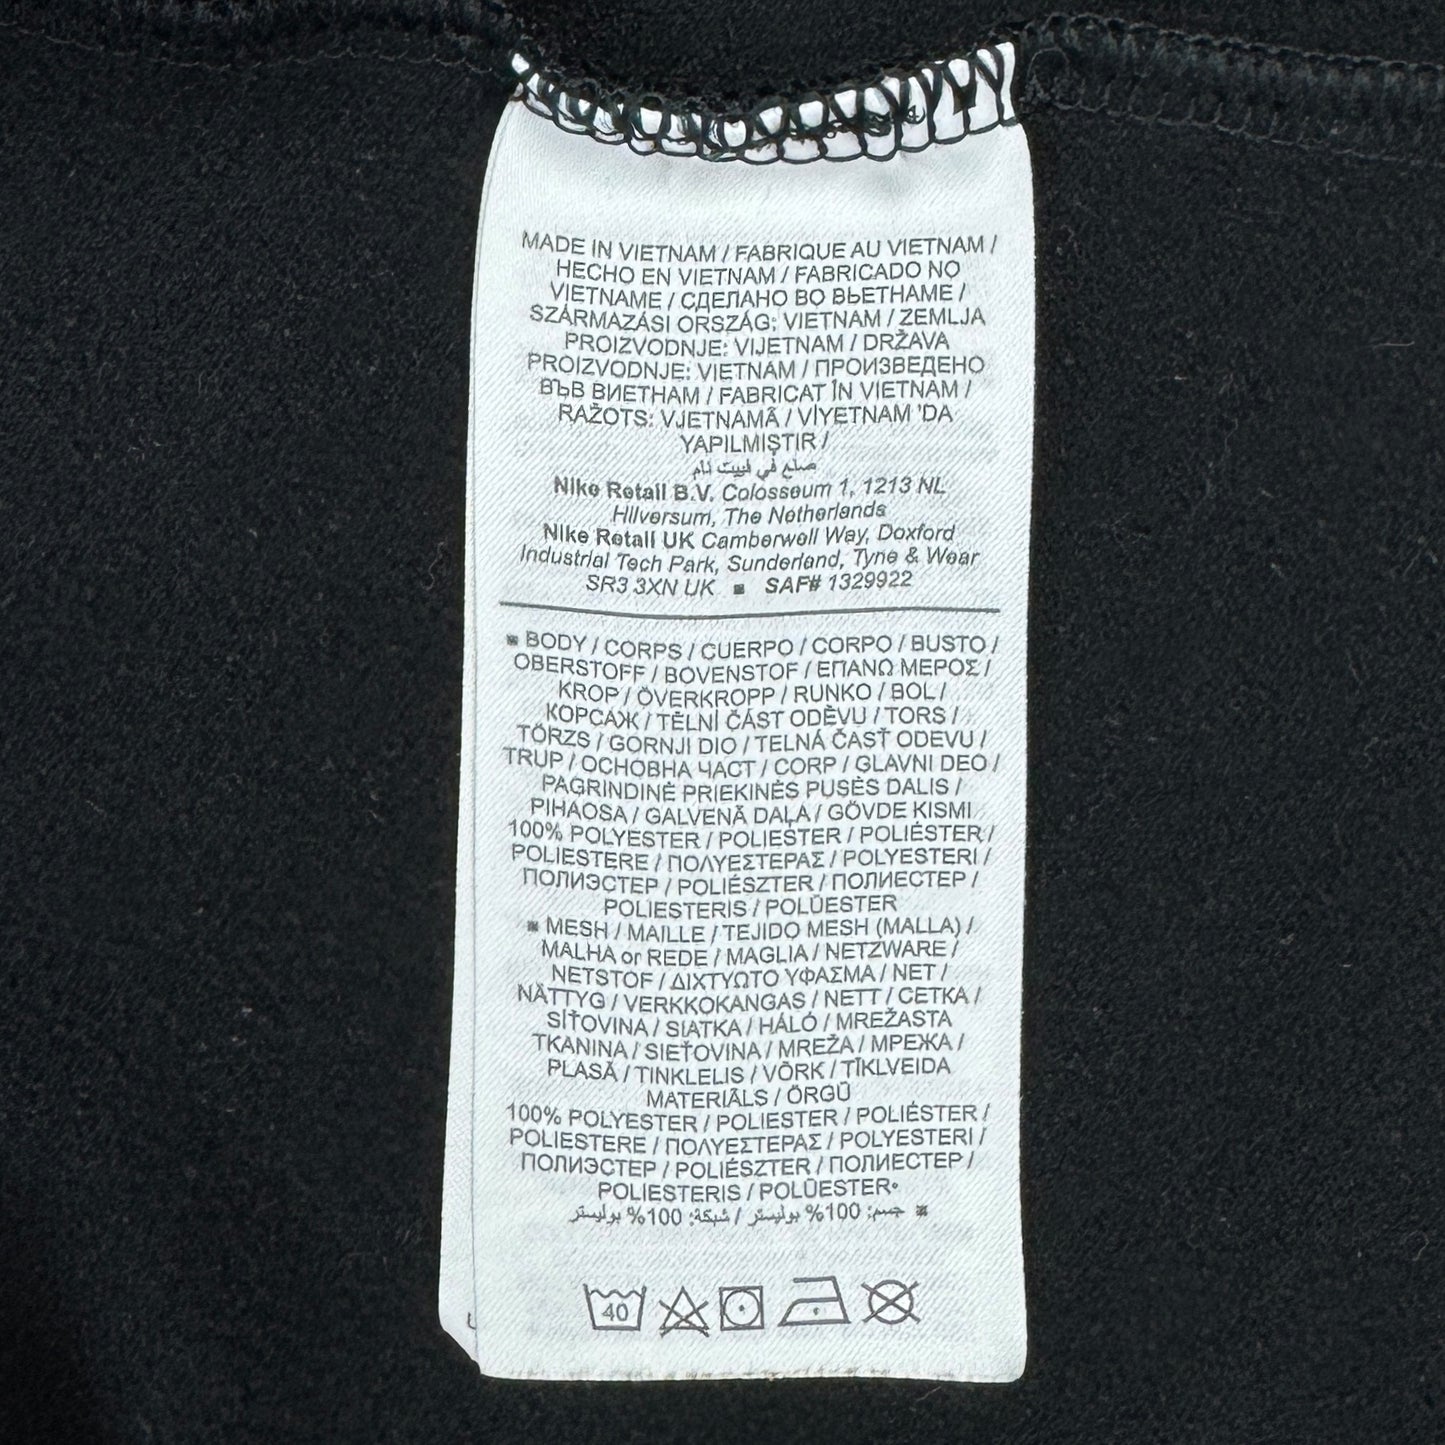 MADE IN VIETNAM / FABRIQUE AU VIETNAM /
HECHO EN VIETNAM / FABRICADO NO
VIETNAME / СДЕЛАНО ВО ВЬЕТНАМЕ /
SZÁRMAZÁSI ORSZÁG: VIETNAM / ZEMLJA
PROIZVODNJE: VIJETNAM / DRŽAVA
PROIZVODNJE: VIETNAM / ПРОИЗВЕДЕНО
ВЪВ ВИЕТНАМ / FABRICAT ÎN VIETNAM /
RAŽOTS: VJETNAMĀ / VİYETNAM 'DA
YAPILMIŞTIR /
صنع في فييت نام
Nike Retail B.V. Colosseum 1, 1213 NL
Hilversum, The Netherlands
Nike Retail UK Camberwell Way, Doxford
Industrial Tech Park, Sunderland, Tyne & Wear
SR3 3XN UK ▪ SAF# 1329922
▪ BODY / CORPS / CUERPO / CORPO / BUSTO /
OBERSTOFF / BOVENSTOF / ΕΠΑΝΩ ΜΕΡΟΣ /
KROP / ÖVERKROPP / RUNKO / BOL /
КОРСАЖ / TĚLNÍ ČÁST ODĚVU / TORS /
TÖRZS / GORNJI DIO / TELNÁ ČASŤ ODEVU /
TRUP / ОСНОВНА ЧАСТ / CORP / GLAVNI DEO /
PAGRINDINĖ PRIEKINĖS PUSĖS DALIS /
PIHAOSA / GALVENĀ DAĻA / GÖVDE KISMI
100% POLYESTER / POLIESTER / POLIÉSTER /
POLIESTERE / ΠΟΛΥΕΣΤΕΡΑΣ / POLYESTERI /
ПОЛИЭСТЕР / POLIÉSZTER / ПОЛИЕСТЕР /
POLIESTERIS / POLÜESTER
▪ MESH / MAILLE / TEJIDO MESH (MALLA) /
MALHA or REDE / MAGLIA / NETZWARE /
NETSTOF / ΔΙΧΤΥΩΤΟ ΥΦΑΣΜΑ / NET /
NÄTTYG / VERKKOKANGAS / NETT / СЕТКА /
SÍŤOVINA / SIATKA / HÁLÓ / MREŽASTA
TKANINA / SIEŤOVINA / MREŽA / МРЕЖА /
PLASĂ / TINKLELIS / VÕRK / TĪKLVEIDA
MATERIĀLS / ÖRGÜ
100% POLYESTER / POLIESTER / POLIÉSTER /
POLIESTERE / ΠΟΛΥΕΣΤΕΡΑΣ / POLYESTERI /
ПОЛИЭСТЕР / POLIÉSZTER / ПОЛИЕСТЕР /
POLIESTERIS / POLÜESTER°
▪ جسم: 100% بوليستر / شبكة: 100% بوليستر
40